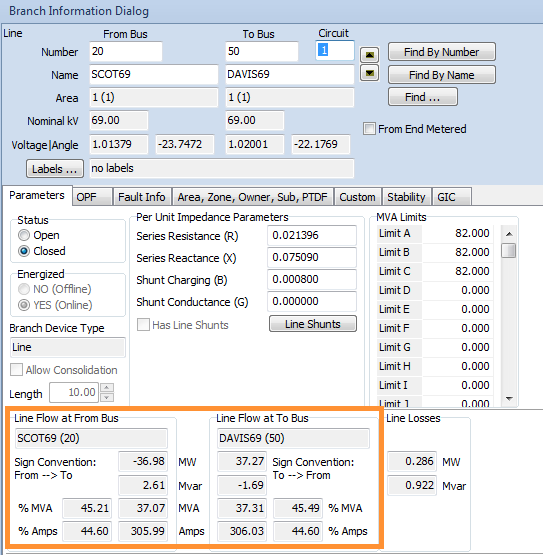 Branch Information Dialog
Line From Bus To Bus Circuit
Number 20 50 1 Find By Number
Name SCOT69 DAVIS69 Find By Name
Area 1 (1) 1 (1) Find ...
Nominal kV 69.00 69.00 From End Metered
Voltage|Angle 1.01379 -23.7472 1.02001 -22.1769
Labels ... no labels
Parameters OPF Fault Info Area, Zone, Owner, Sub, PTDF Custom Stability GIC
Status
Open
Closed
Energized
NO (Offline)
YES (Online)
Branch Device Type
Line
Allow Consolidation
Length 10.00
Per Unit Impedance Parameters
Series Resistance (R) 0.021396
Series Reactance (X) 0.075090
Shunt Charging (B) 0.000800
Shunt Conductance (G) 0.000000
Has Line Shunts Line Shunts
MVA Limits
Limit A 82.000
Limit B 82.000
Limit C 82.000
Limit D 0.000
Limit E 0.000
Limit F 0.000
Limit G 0.000
Limit H 0.000
Limit I 0.000
Limit J 0.000
Line Flow at From Bus Line Flow at To Bus Line Losses
SCOT69 (20) DAVIS69 (50)
Sign Convention: -36.98 MW 37.27 Sign Convention: 0.286 MW
From --> To 2.61 Mvar -1.69 To --> From 0.922 Mvar
% MVA 45.21 37.07 MVA 37.31 45.49 % MVA
% Amps 44.60 305.99 Amps 306.03 44.60 % Amps